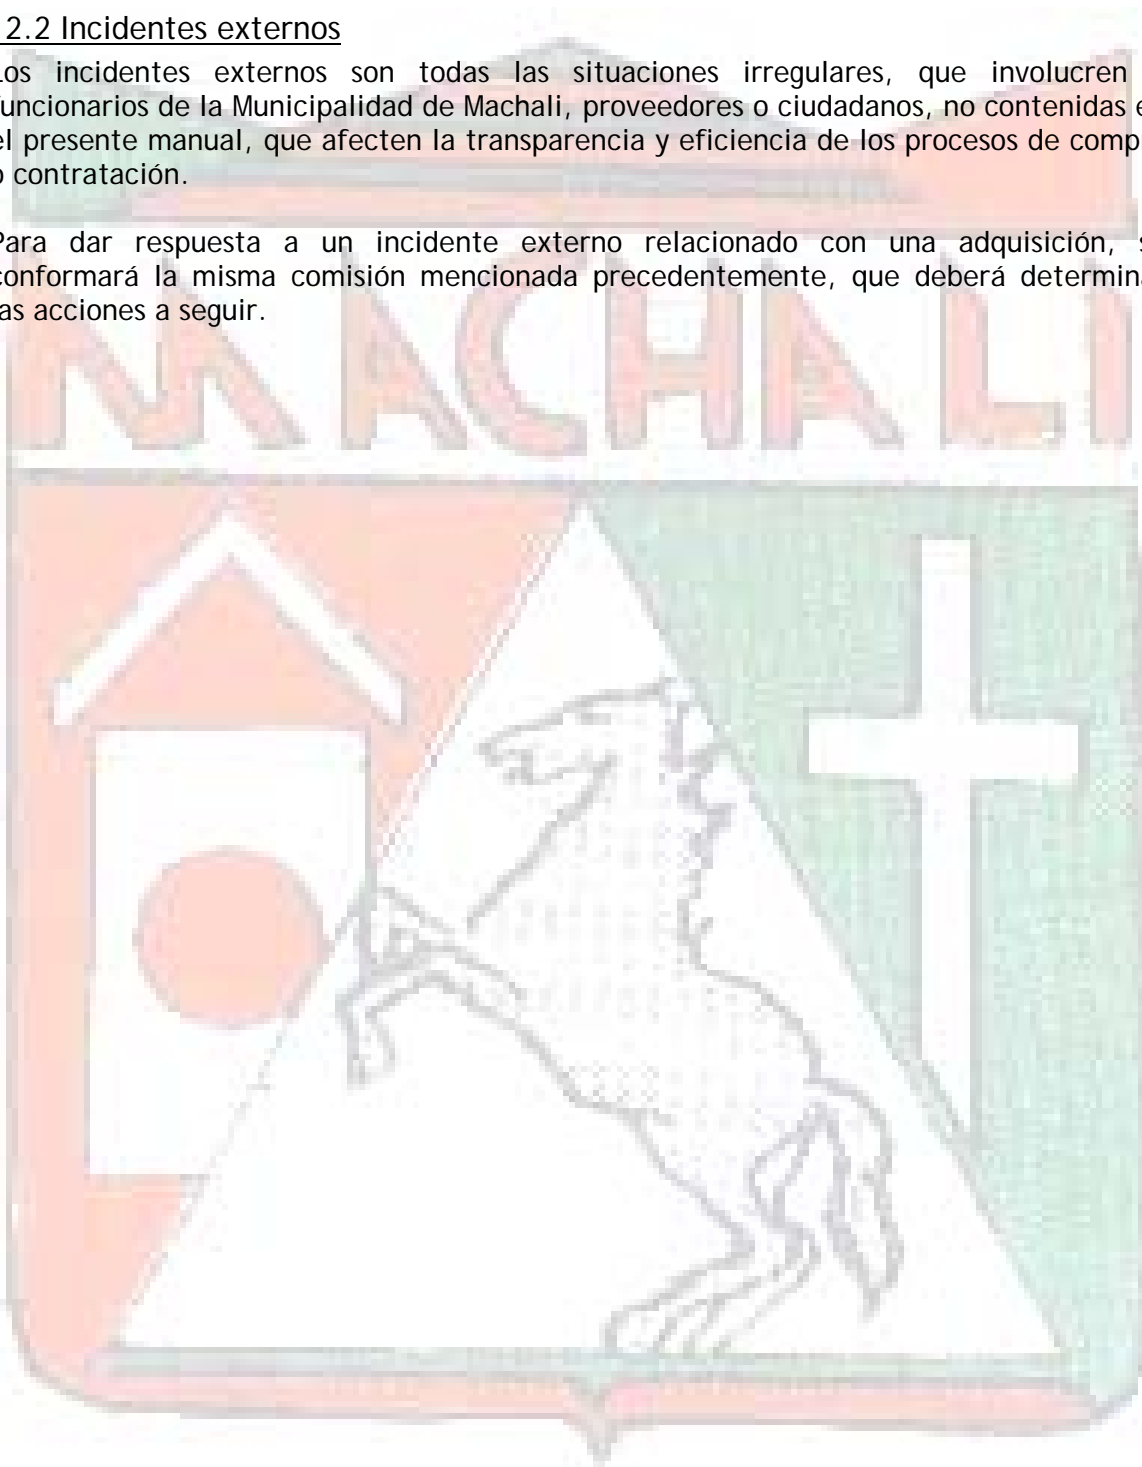 2.2 Incidentes externos
Los incidentes externos son todas las situaciones irregulares, que involucren
funcionarios de la Municipalidad de Machali, proveedores o ciudadanos, no contenidas e
el presente manual, que afecten la transparencia y eficiencia de los procesos de comp
o contratación.
Para dar respuesta a un incidente externo relacionado con una adquisición, s
conformará la misma comisión mencionada precedentemente, que deberá determina
las acciones a seguir.
MACHALI